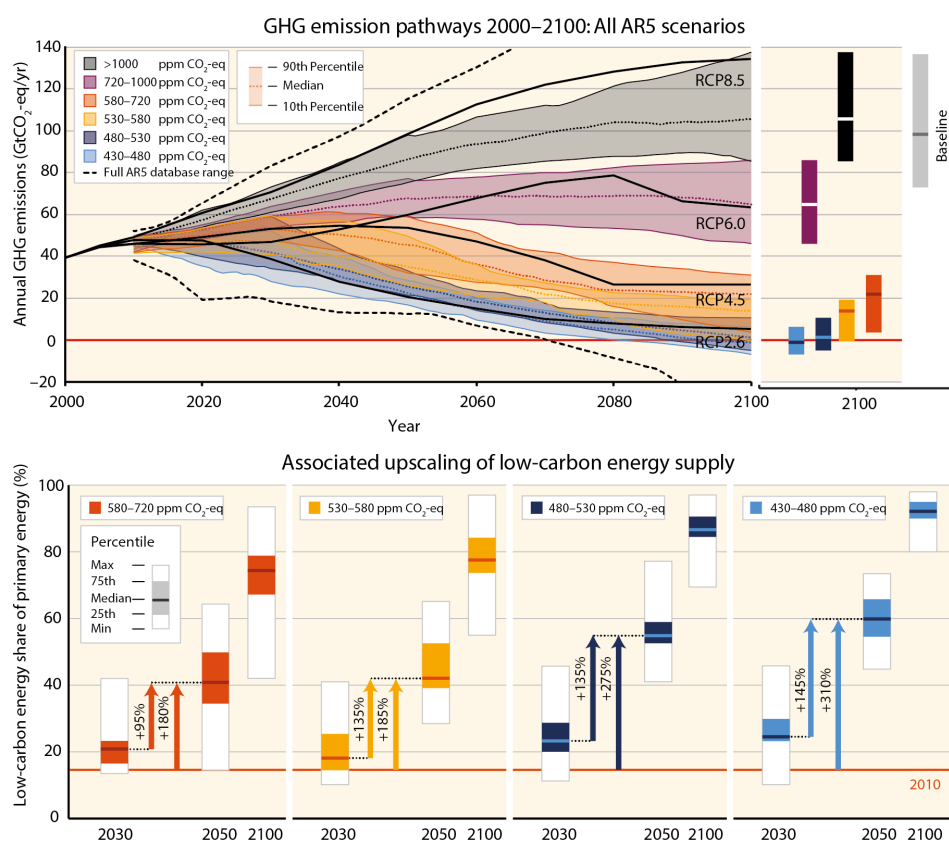 GHG emission pathways 2000–2100: All AR5 scenarios
Annual GHG emissions (GtCO2-eq/yr)
140
120
100
80
60
40
20
0
−20
>1000 ppm CO2-eq
720–1000 ppm CO2-eq
580–720 ppm CO2-eq
530–580 ppm CO2-eq
480–530 ppm CO2-eq
430–480 ppm CO2-eq
Full AR5 database range
90th Percentile
Median
10th Percentile
RCP8.5
RCP6.0
RCP4.5
RCP2.6
Baseline
2000 2020 2040 2060 2080 2100
2100
Year
Associated upscaling of low-carbon energy supply
Low-carbon energy share of primary energy (%)
100
80
60
40
20
0
580–720 ppm CO2-eq
Percentile
Max
75th
Median
25th
Min
+95%
+180%
2030 2050 2100
530–580 ppm CO2-eq
+135%
+185%
2030 2050 2100
480–530 ppm CO2-eq
+135%
+275%
2030 2050 2100
430–480 ppm CO2-eq
+145%
+310%
2010
2030 2050 2100